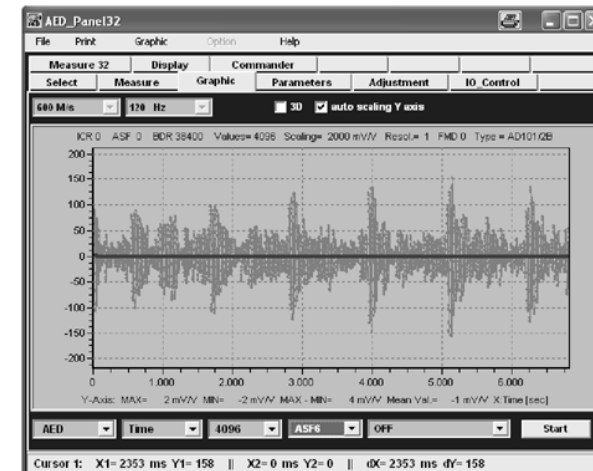 AED_Panel32
File Print Graphic Option Help
Measure 32 Display Commander
Select Measure Graphic Parameters Adjustment IO_Control
600 M/s 120 Hz 3D auto scaling Y axis
ICR 0 ASF 0 BDR 38400 Values= 4096 Scaling= 2000 mV/V Resol.= 1 FMD 0 Type = AD101/2B
200
150
100
50
0
-50
-100
-150
-200
0 1.000 2.000 3.000 4.000 5.000 6.000
Y-Axis: MAX= 2 mV/V MIN= -2 mV/V MAX - MIN= 4 mV/V Mean Val.= -1 mV/V X:Time [sec]
AED Time 4096 ASF6 OFF Start
Cursor 1: X1= 2353 ms Y1= 158 || X2= 0 ms Y2= 0 || dX= 2353 ms dY= 158